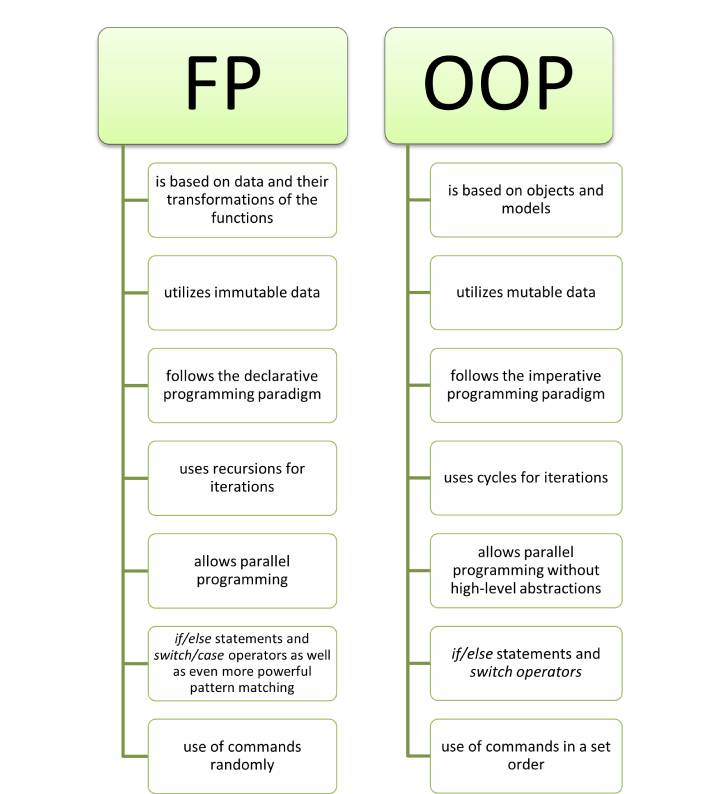 FP
is based on data and their
transformations of the
functions
utilizes immutable data
follows the declarative
programming paradigm
uses recursions for
iterations
allows parallel
programming
if/else statements and
switch/case operators as well
as even more powerful
pattern matching
use of commands
randomly
OOP
is based on objects and
models
utilizes mutable data
follows the imperative
programming paradigm
uses cycles for iterations
allows parallel
programming without
high-level abstractions
if/else statements and
switch operators
use of commands in a set
order